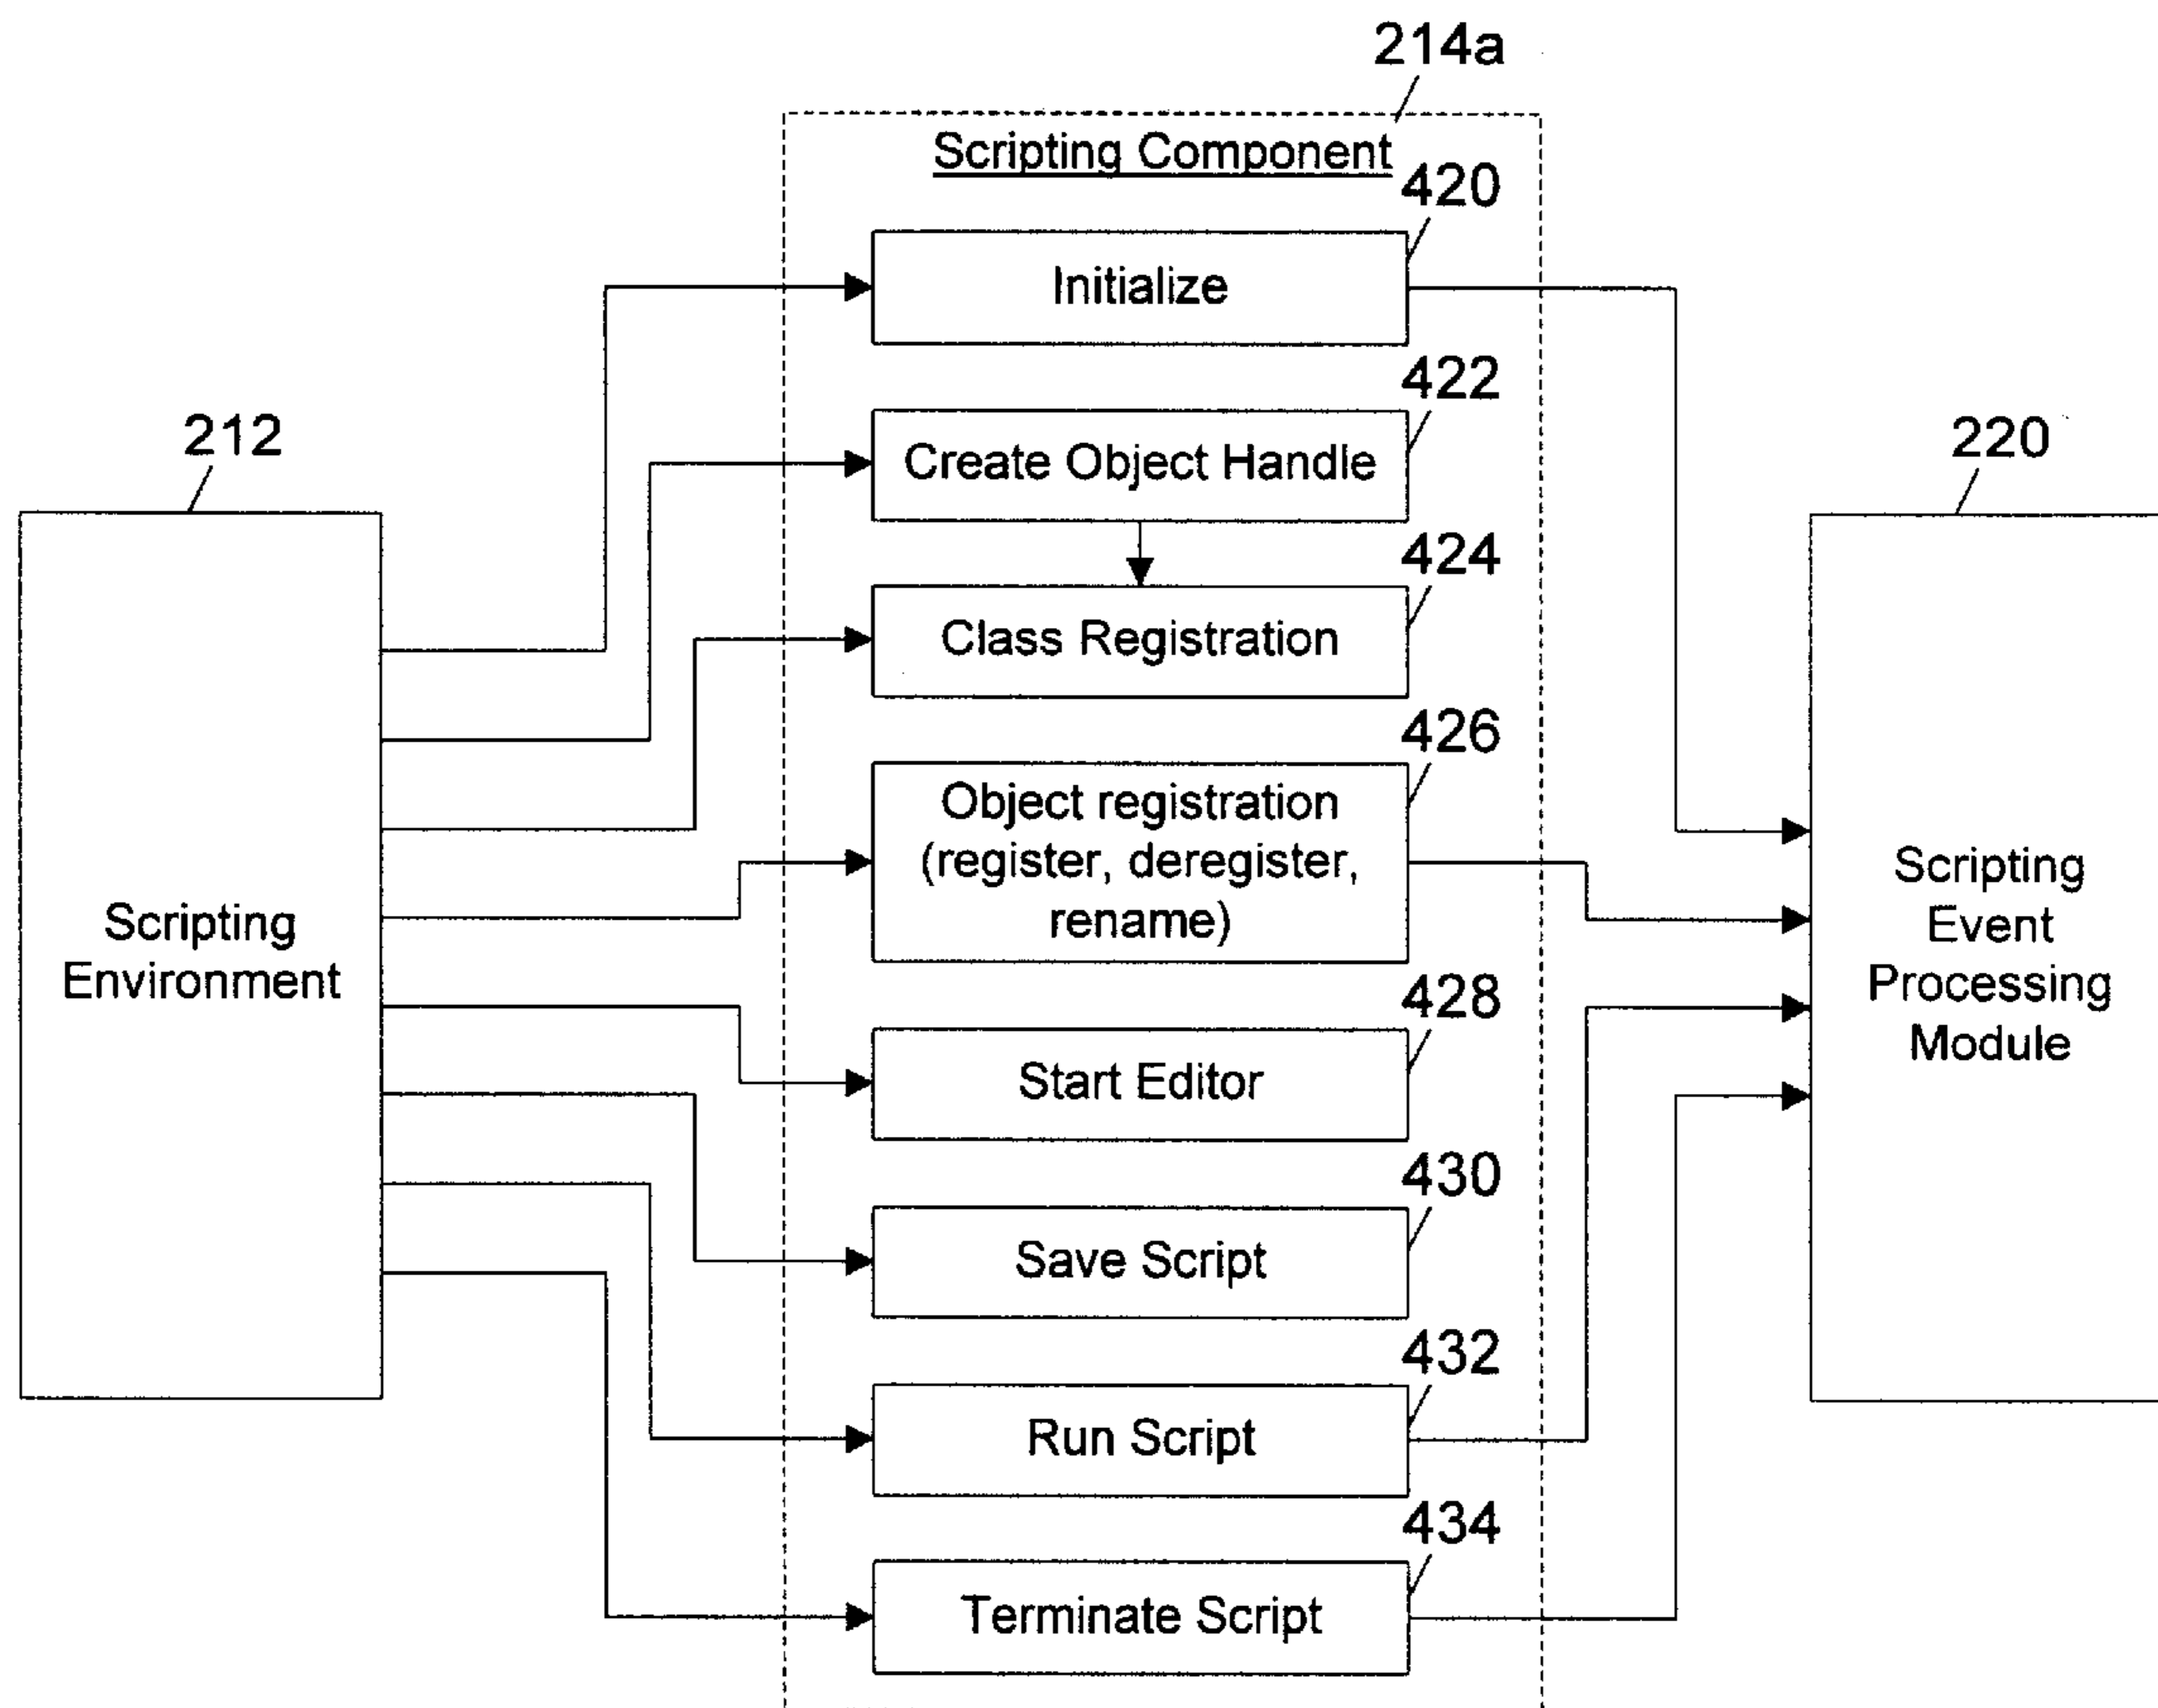 214a
Scripting Component
420
Initialize
422
212
Create Object Handle
220
424
Class Registration
426
Object registration
(register, deregister,
rename)
Scripting
Environment
Scripting
Event
Processing
Module
428
Start Editor
430
Save Script
432
Run Script
434
Terminate Script